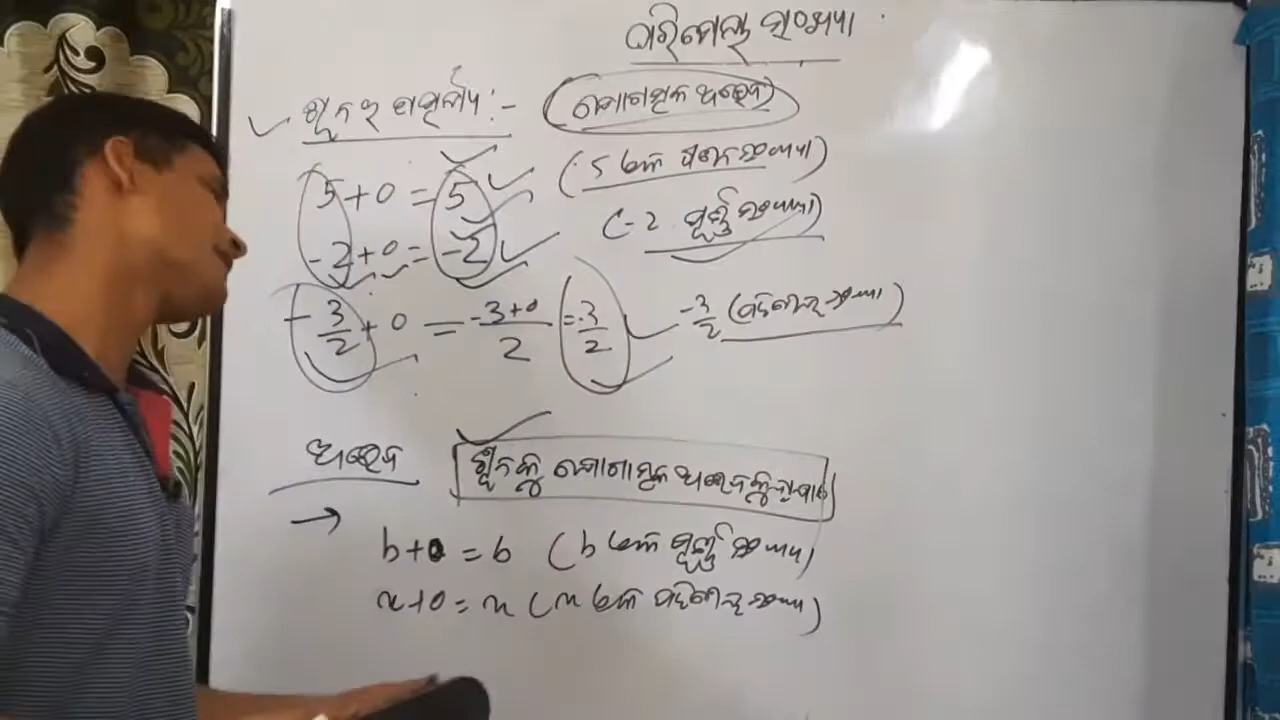 ପରିମେୟ ସଂଖ୍ୟା
ଶୂନର ଧର୍ମ :- (ଯୋଗାତ୍ମକ ଅଭେଦ)
5 + 0 = 5 (5 ଏକ ସଂଖ୍ୟା)
-2 + 0 = -2 (-2 ପୂର୍ଣ୍ଣ ସଂଖ୍ୟା)
-3/2 + 0 = -3+0/2 = -3/2 -3/2 (ପରିମେୟ ସଂଖ୍ୟା)
ଅଭେଦ
ଶୂନକୁ ଯୋଗାତ୍ମକ ଅଭେଦ
→
b+0 = b (b ଏକ ପୂର୍ଣ୍ଣ ସଂଖ୍ୟା)
x+0 = x (x ଏକ ପରିମେୟ ସଂଖ୍ୟା)